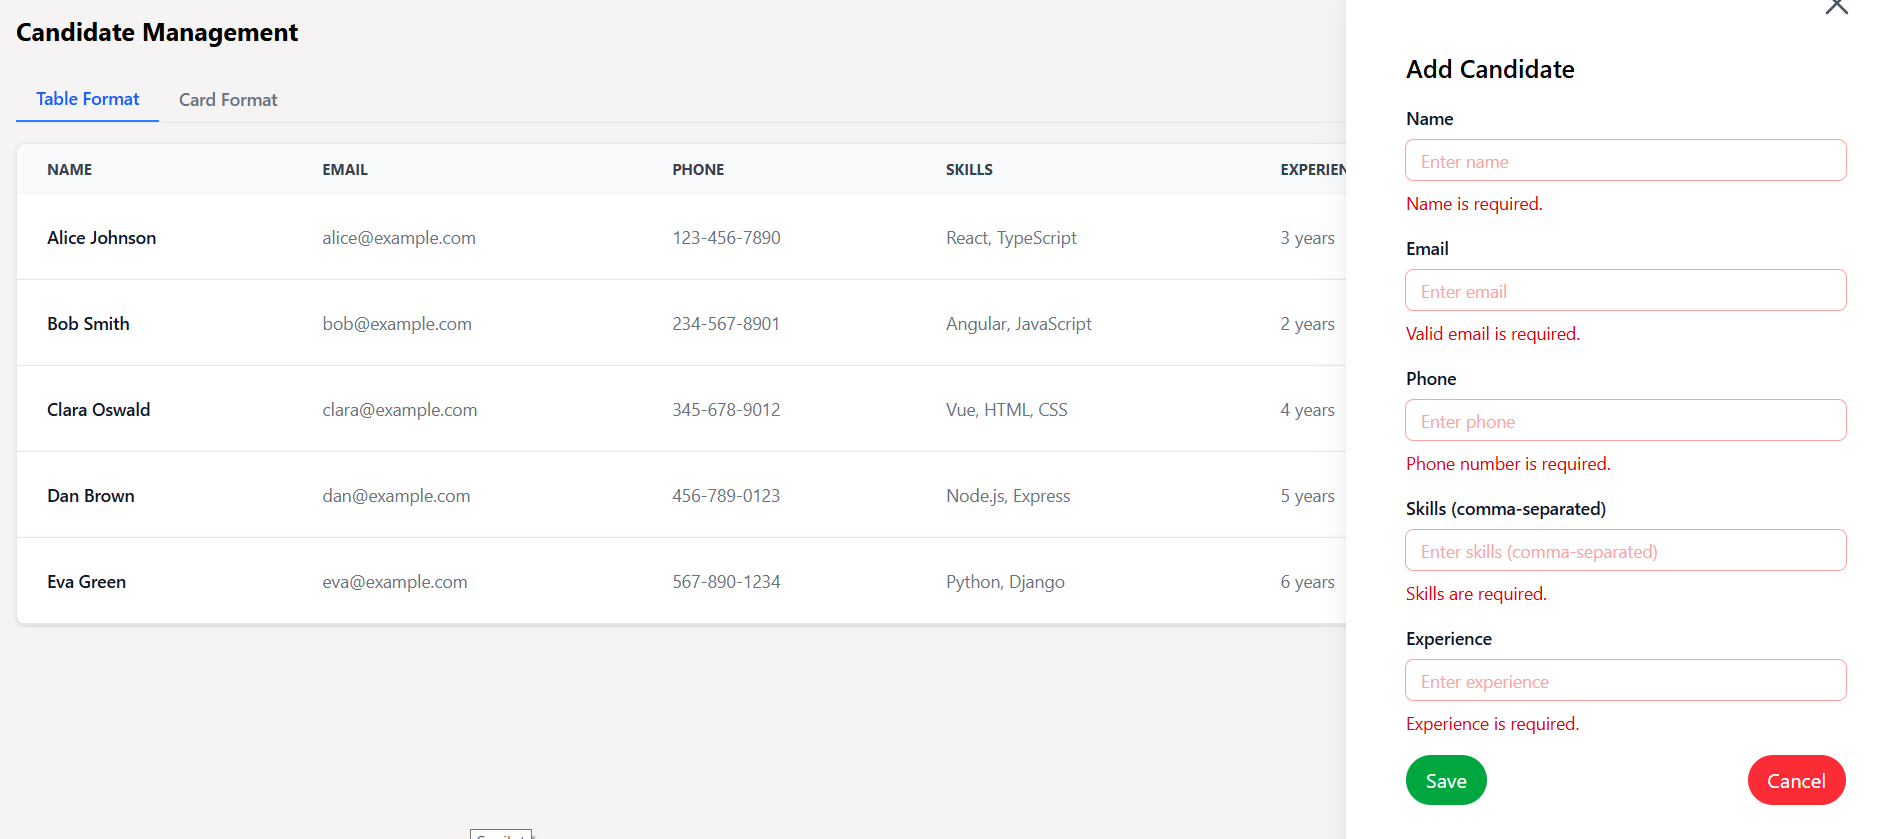 Candidate Management
Table Format Card Format
NAME EMAIL PHONE SKILLS EXPERIEN
Alice Johnson alice@example.com 123-456-7890 React, TypeScript 3 years
Bob Smith bob@example.com 234-567-8901 Angular, JavaScript 2 years
Clara Oswald clara@example.com 345-678-9012 Vue, HTML, CSS 4 years
Dan Brown dan@example.com 456-789-0123 Node.js, Express 5 years
Eva Green eva@example.com 567-890-1234 Python, Django 6 years
Add Candidate
Name
Enter name
Name is required.
Email
Enter email
Valid email is required.
Phone
Enter phone
Phone number is required.
Skills (comma-separated)
Enter skills (comma-separated)
Skills are required.
Experience
Enter experience
Experience is required.
Save Cancel